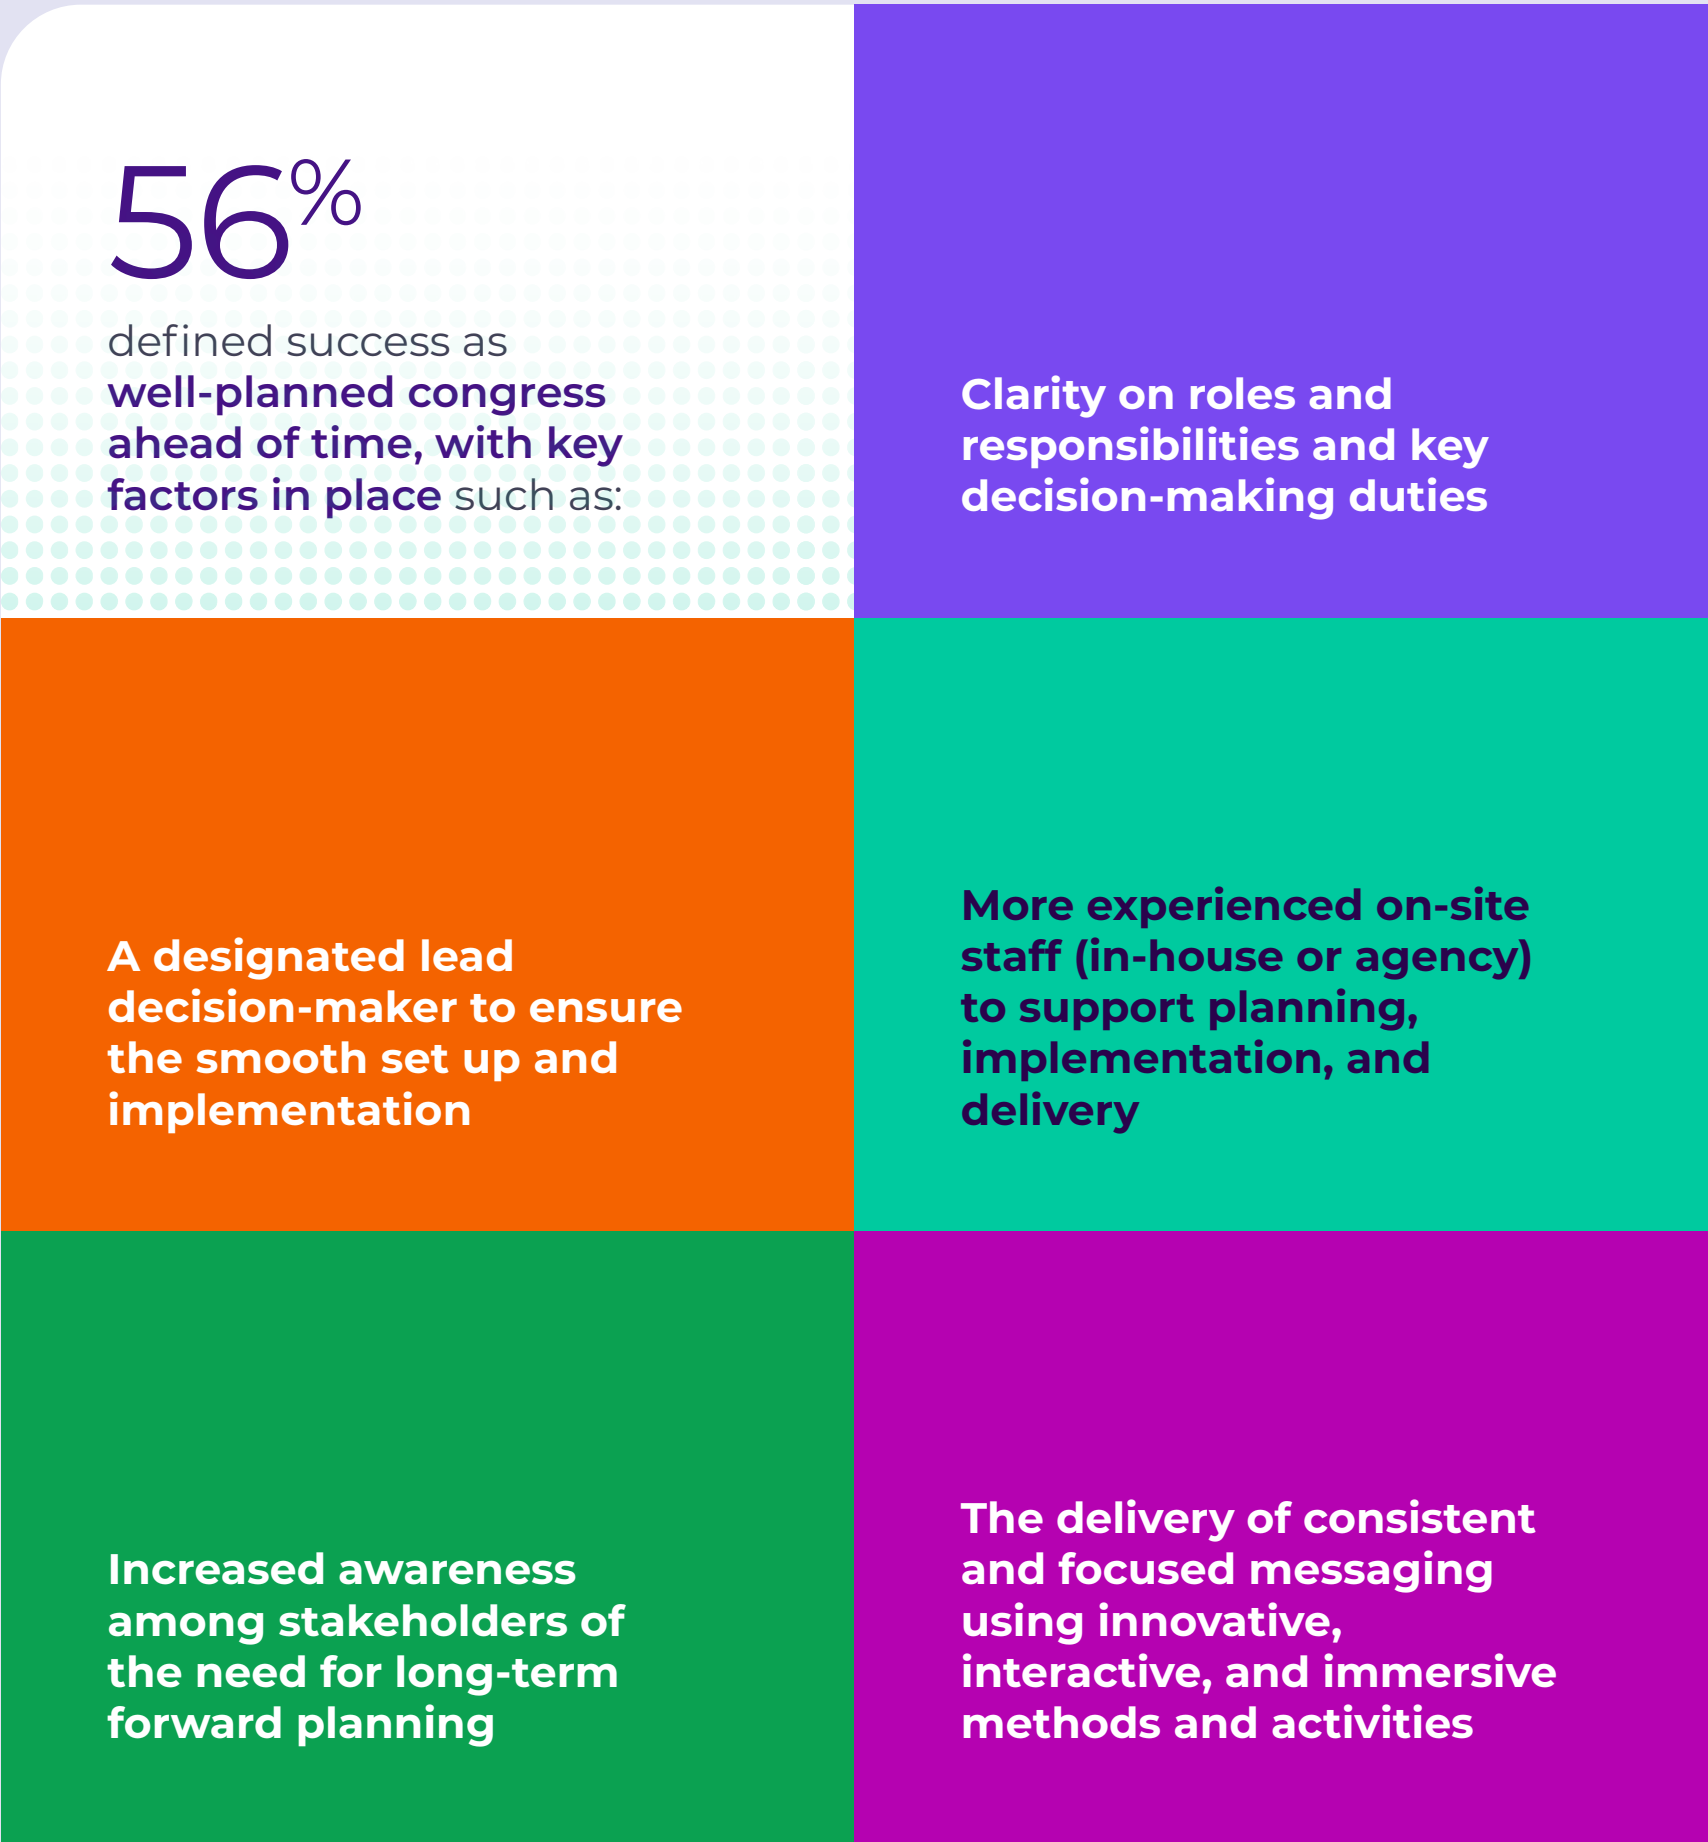 56%
defined success as
well-planned congress
ahead of time, with key
factors in place such as:
Clarity on roles and
responsibilities and key
decision-making duties
A designated lead
decision-maker to ensure
the smooth set up and
implementation
More experienced on-site
staff (in-house or agency)
to support planning,
implementation, and
delivery
Increased awareness
among stakeholders of
the need for long-term
forward planning
The delivery of consistent
and focused messaging
using innovative,
interactive, and immersive
methods and activities